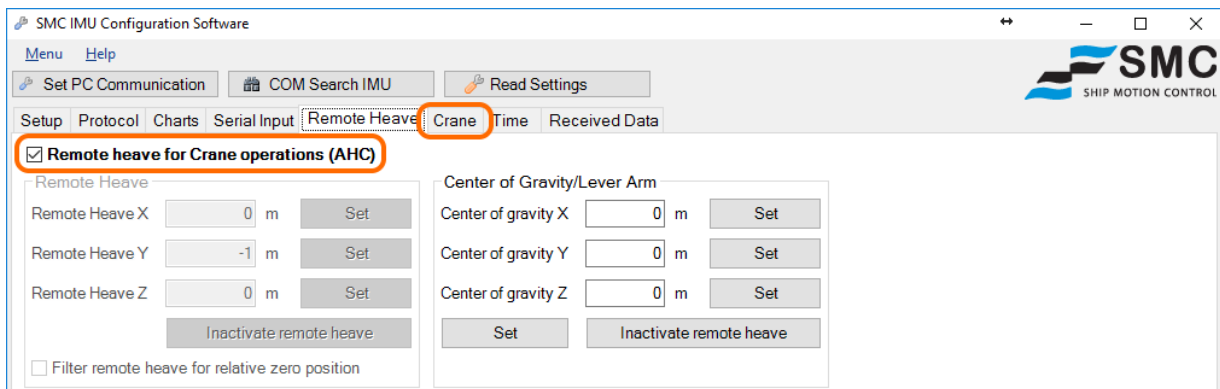 SMC IMU Configuration Software
Menu Help
Set PC Communication COM Search IMU Read Settings
SMC
SHIP MOTION CONTROL
Setup Protocol Charts Serial Input Remote Heave Crane Time Received Data
Remote heave for Crane operations (AHC)
Remote Heave
Remote Heave X 0 m Set
Remote Heave Y -1 m Set
Remote Heave Z 0 m Set
Inactivate remote heave
Filter remote heave for relative zero position
Center of Gravity/Lever Arm
Center of gravity X 0 m Set
Center of gravity Y 0 m Set
Center of gravity Z 0 m Set
Set Inactivate remote heave